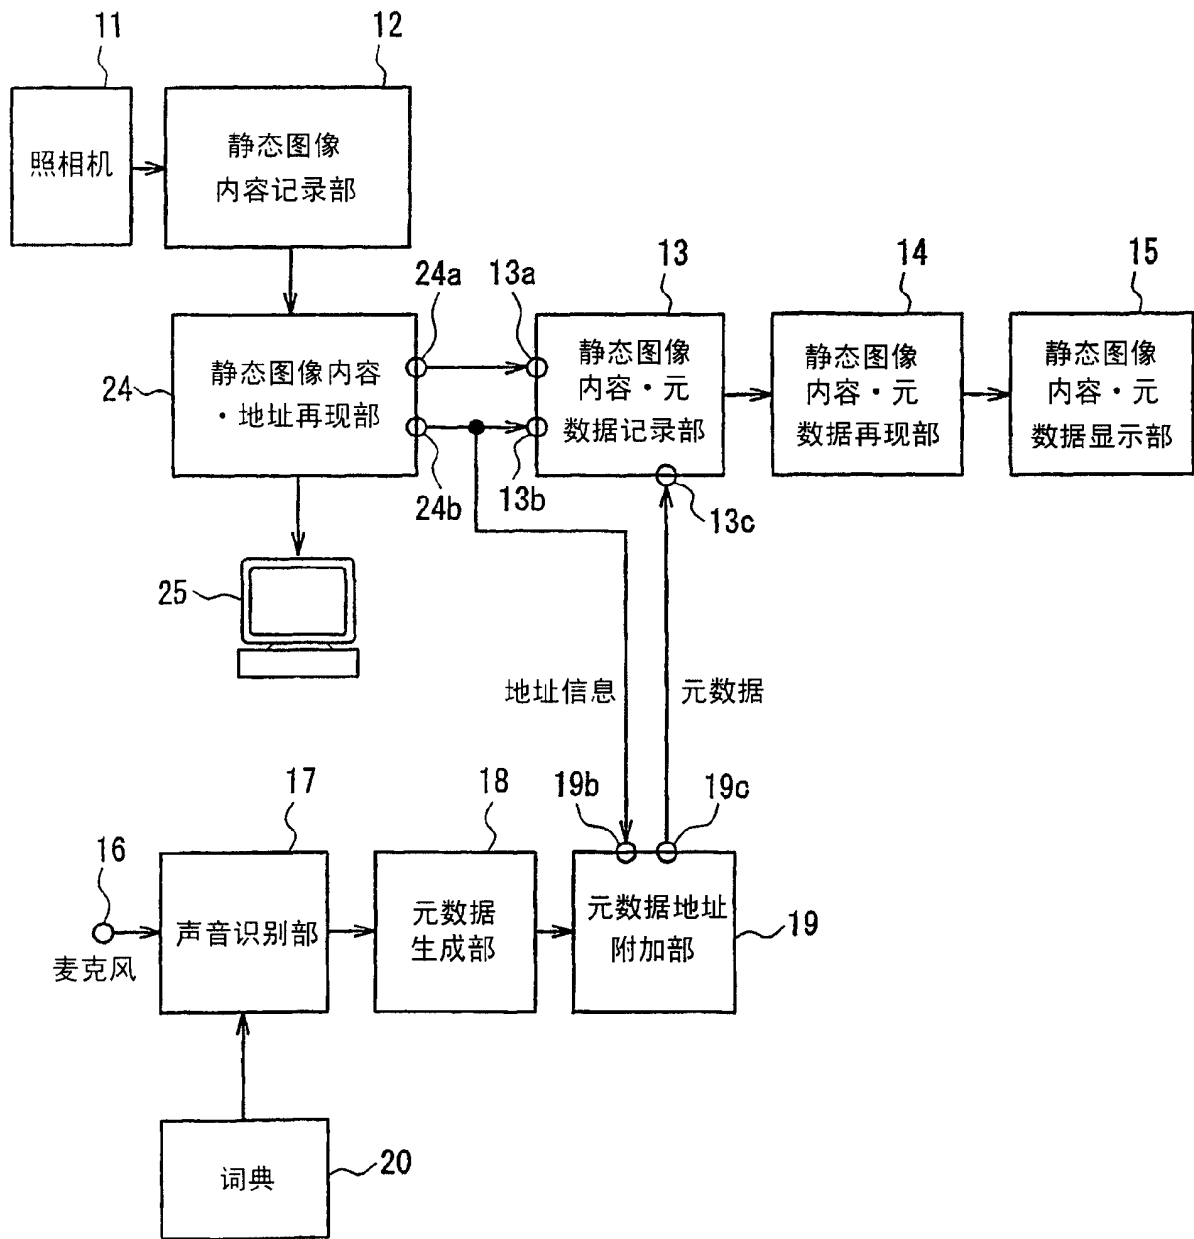 11
12
照相机
静态图像
内容记录部
24a
13a
13
14
15
24
静态图像内容
·地址再现部
静态图像
内容·元
数据记录部
静态图像
内容·元
数据再现部
静态图像
内容·元
数据显示部
24b
13b
13c
25
地址信息
元数据
16
17
18
19b
19c
麦克风
声音识别部
元数据
生成部
元数据地址
附加部
19
词典
20